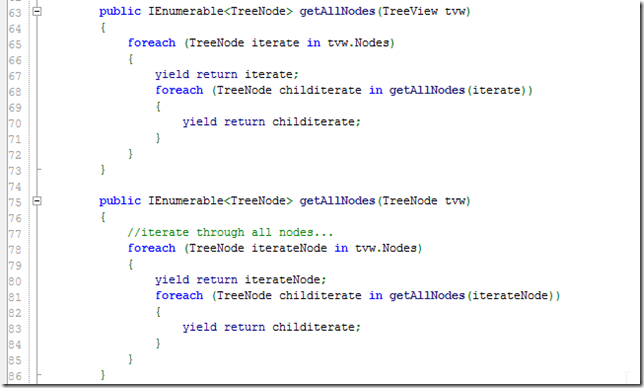 63 public IEnumerable<TreeNode> getAllNodes(TreeView tvw)
64 {
65 foreach (TreeNode iterate in tvw.Nodes)
66 {
67 yield return iterate;
68 foreach (TreeNode childiterate in getAllNodes(iterate))
69 {
70 yield return childiterate;
71 }
72 }
73 }
74
75 public IEnumerable<TreeNode> getAllNodes(TreeNode tvw)
76 {
77 //iterate through all nodes...
78 foreach (TreeNode iterateNode in tvw.Nodes)
79 {
80 yield return iterateNode;
81 foreach (TreeNode childiterate in getAllNodes(iterateNode))
82 {
83 yield return childiterate;
84 }
85 }
86 }